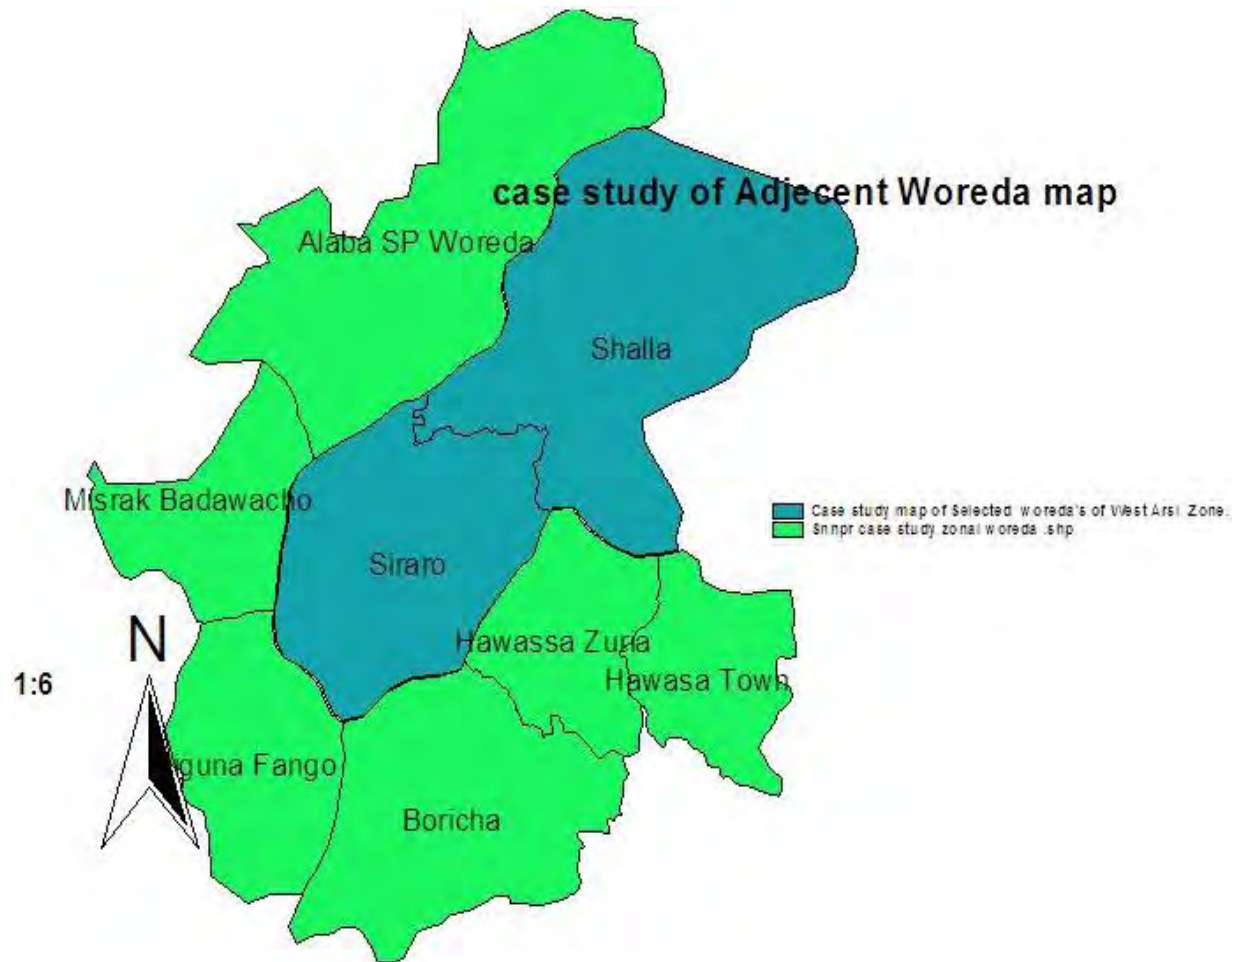 case study of Adjecent Woreda map
Alaba SP Woreda
Shalla
Misrak Badawacho
Case study map of Selected woreda's of West Arsi Zone.
Snnpr case study zonal woreda .shp
Siraro
N
Hawassa Zuria
1:6
Hawasa Town
guna Fango
Boricha